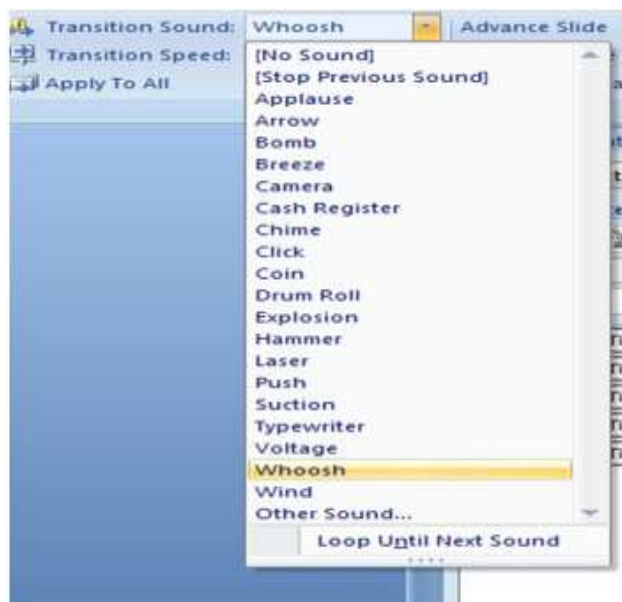 Transition Sound: Whoosh Advance Slide
Transition Speed: [No Sound]
[Stop Previous Sound]
Apply To All
Applause
Arrow
Bomb
Breeze
Camera
Cash Register
Chime
Click
Coin
Drum Roll
Explosion
Hammer
Laser
Push
Suction
Typewriter
Voltage
Whoosh
Wind
Other Sound...
Loop Until Next Sound